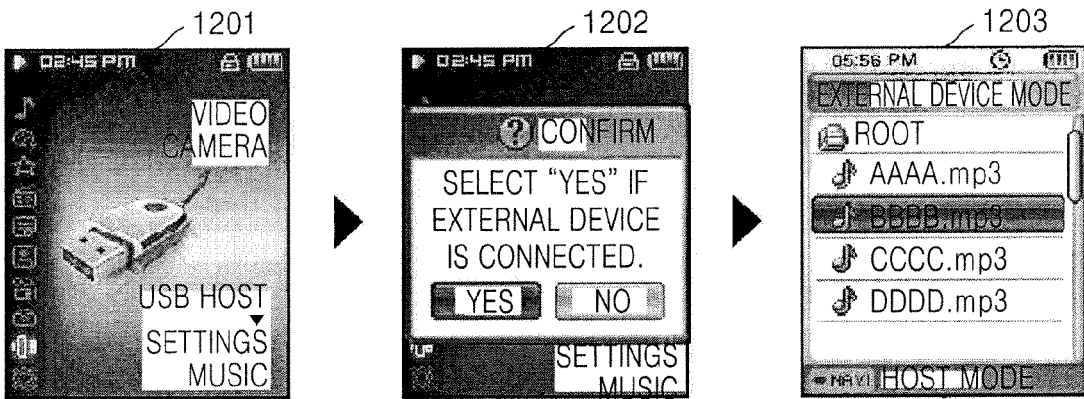 1201
02:45 PM
VIDEO
CAMERA
USB HOST
SETTINGS
MUSIC
1202
02:45 PM
CONFIRM
SELECT “YES” IF
EXTERNAL DEVICE
IS CONNECTED.
YES NO
SETTINGS
MUSIC
1203
05:56 PM
EXTERNAL DEVICE MODE
ROOT
AAAA.mp3
BBBB.mp3
CCCC.mp3
DDDD.mp3
NAVI HOST MODE